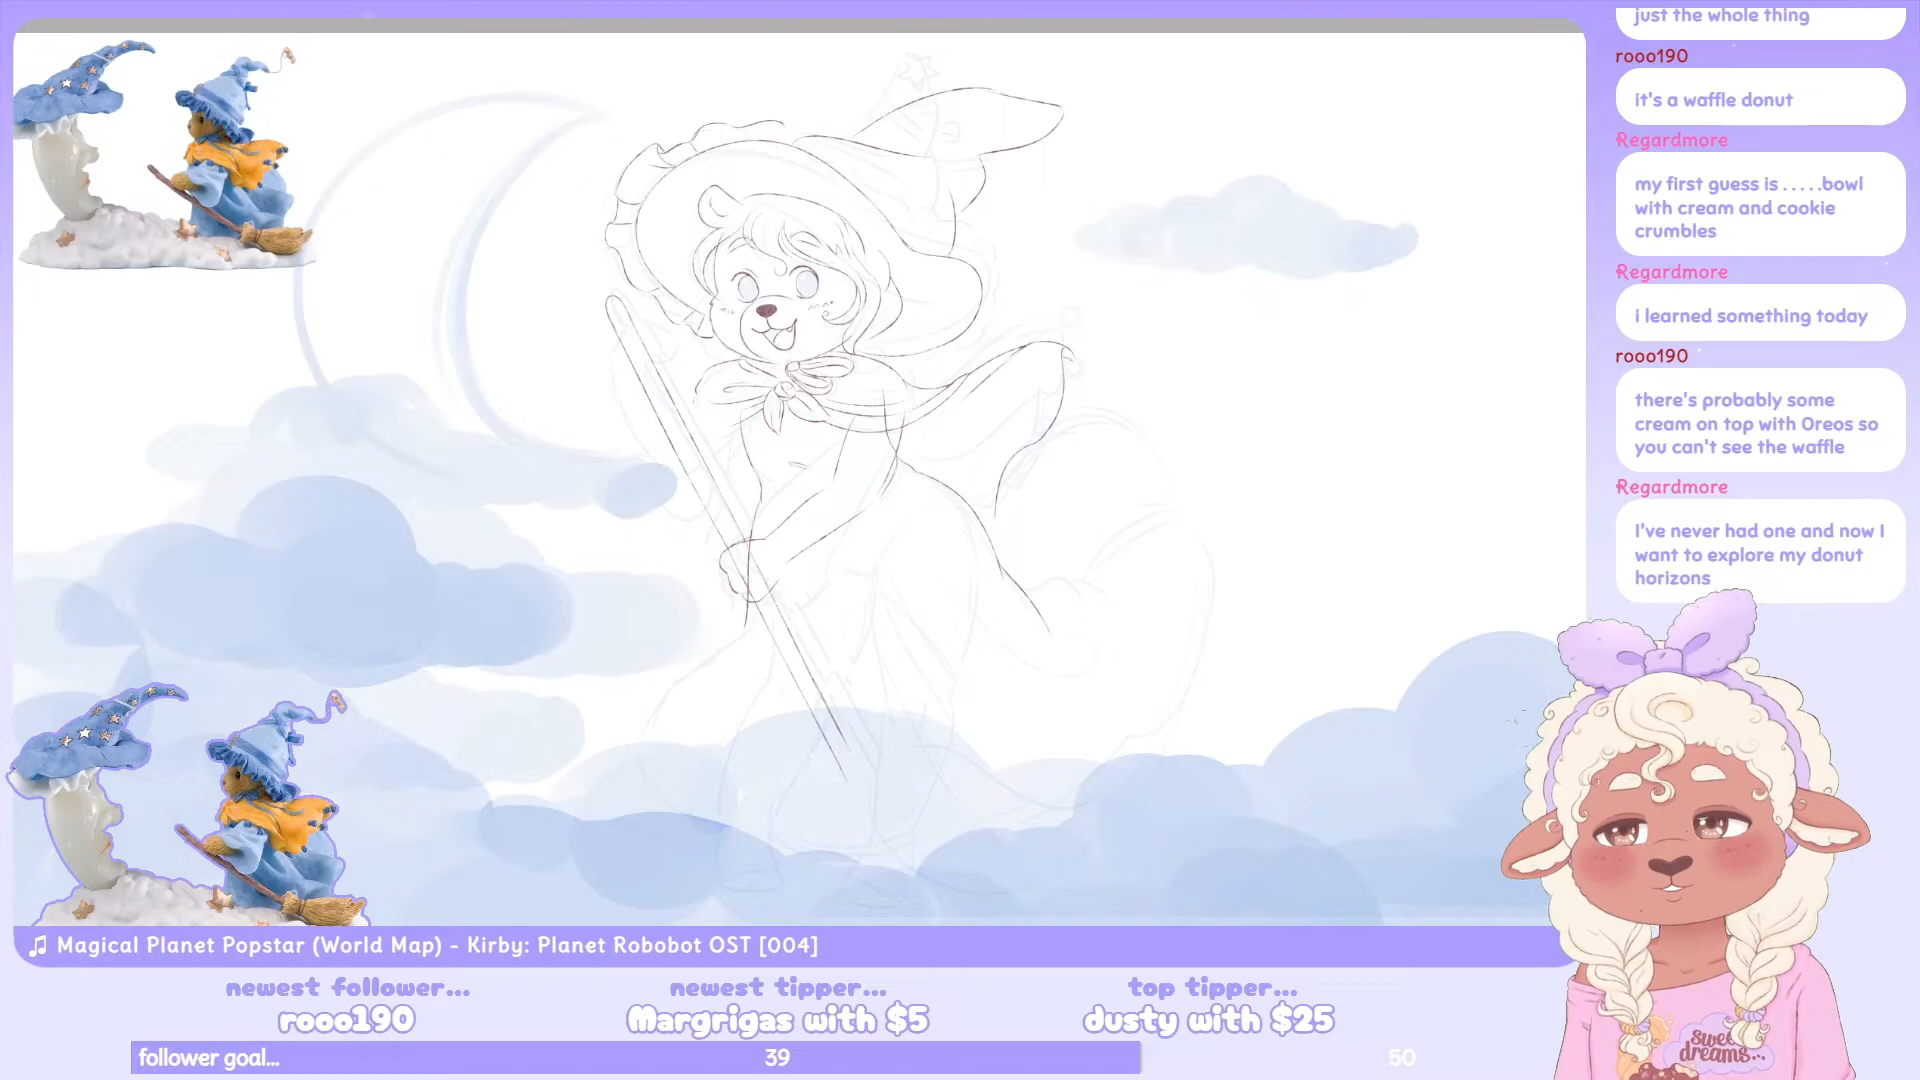 just the whole thing
rooo190
it's a waffle donut
Regardmore
my first guess is . . . . .bowl
with cream and cookie
crumbles
Regardmore
i learned something today
rooo190
there's probably some
cream on top with Oreos so
you can't see the waffle
Regardmore
I've never had one and now I
want to explore my donut
horizons
Magical Planet Popstar (World Map) - Kirby: Planet Robobot OST [004]
newest follower...
rooo190
newest tipper...
Margrigas with $5
top tipper...
dusty with $25
follower goal...
39
50
sweet
dreams...